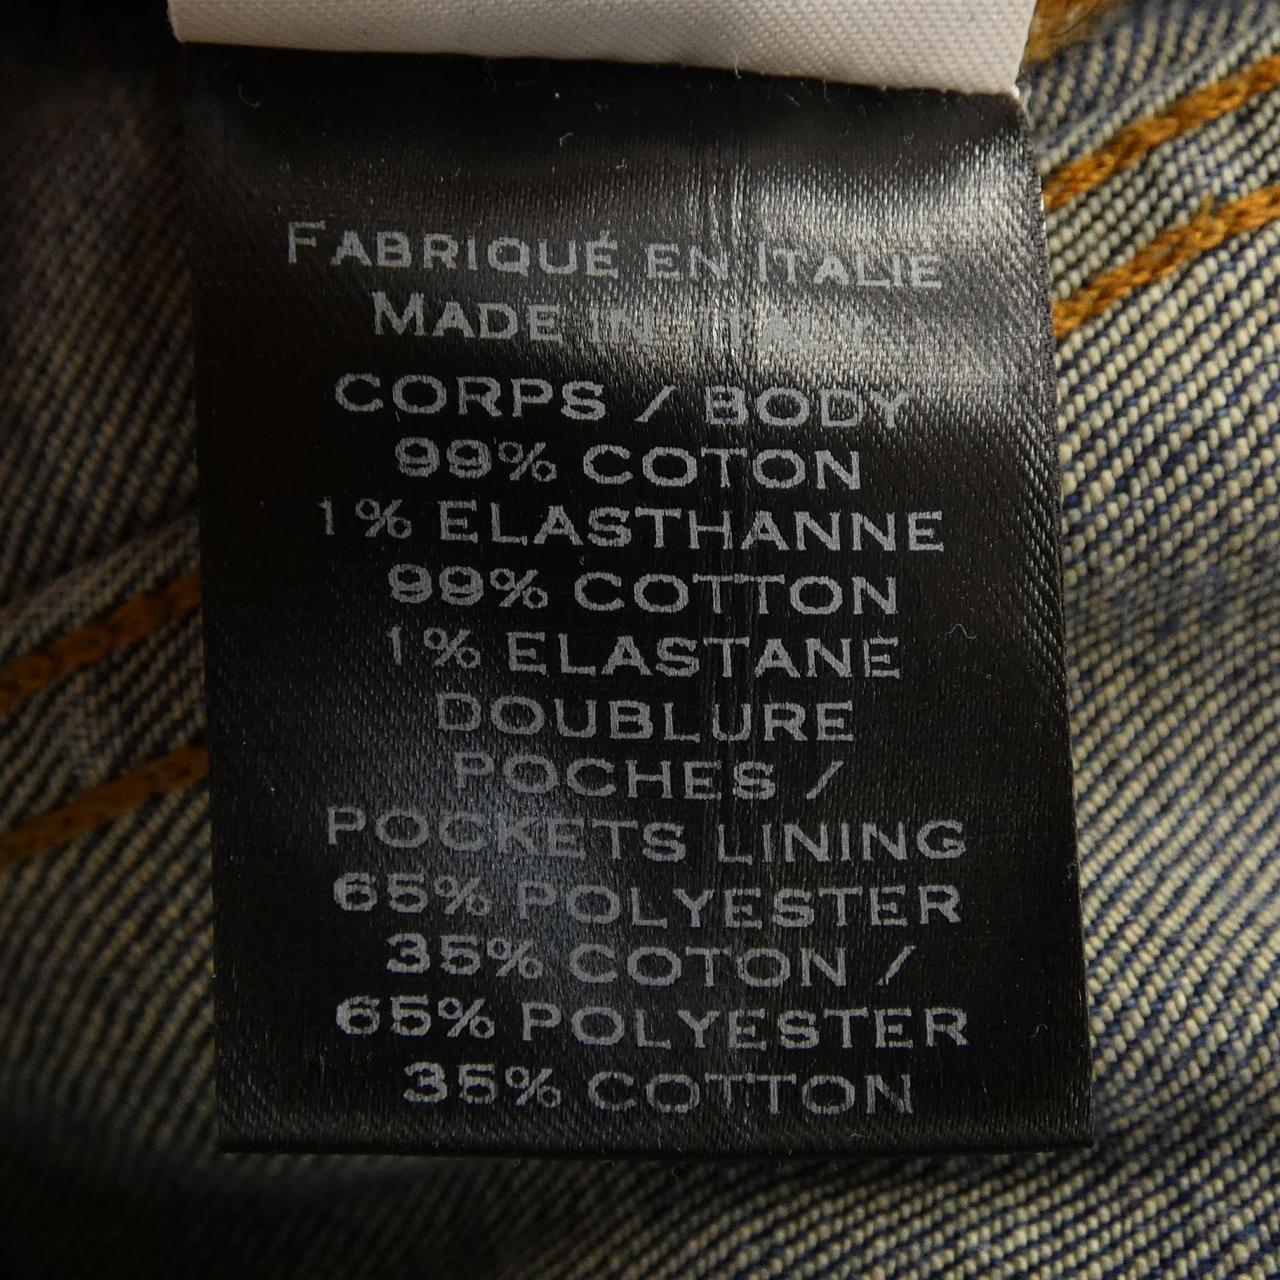 FABRIQUÉ EN ITALIE
MADE IN ITALY
CORPS / BODY
99% COTON
1% ELASTHANNE
99% COTTON
1% ELASTANE
DOUBLURE
POCHES /
POCKETS LINING
65% POLYESTER
35% COTON /
65% POLYESTER
35% COTTON